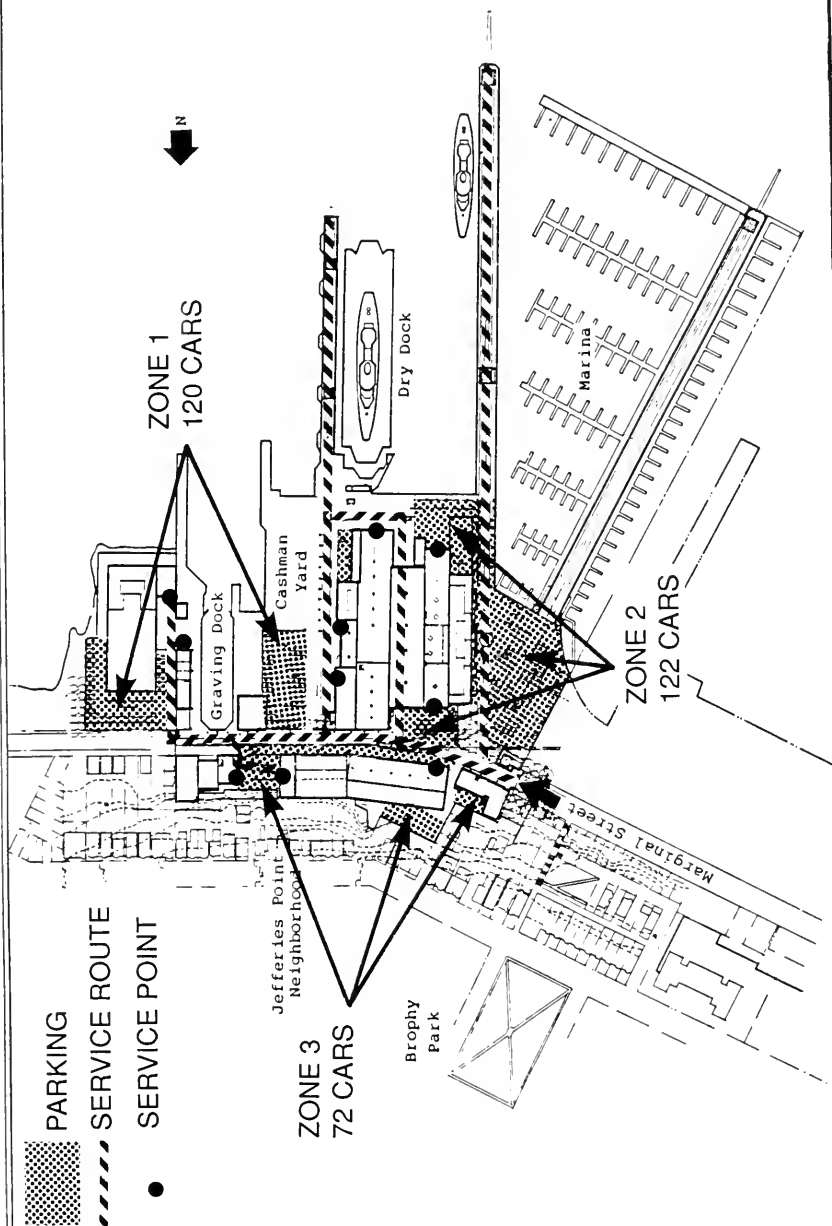 PARKING
SERVICE ROUTE
SERVICE POINT
N
ZONE 1
120 CARS
Graving Dock
Cashman
Yard
Dry Dock
Marina
ZONE 2
122 CARS
Jefferies Point
Neighborhood
ZONE 3
72 CARS
Brophy
Park
Marginal Street